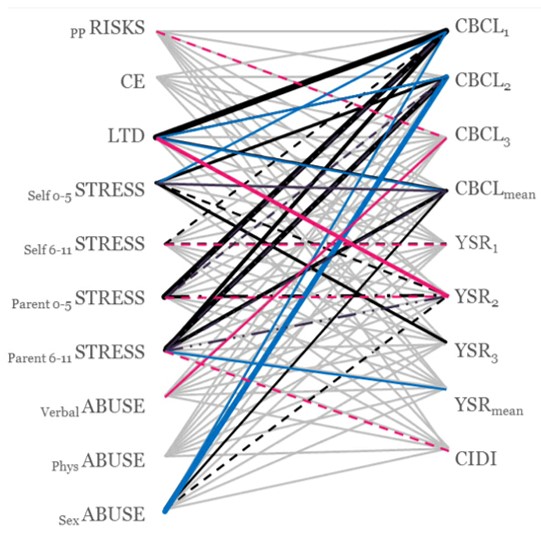 PP RISKS
CE
LTD
Self 0-5 STRESS
Self 6-11 STRESS
Parent 0-5 STRESS
Parent 6-11 STRESS
Verbal ABUSE
Phys ABUSE
Sex ABUSE
CBCL1
CBCL2
CBCL3
CBCLmean
YSR1
YSR2
YSR3
YSRmean
CIDI